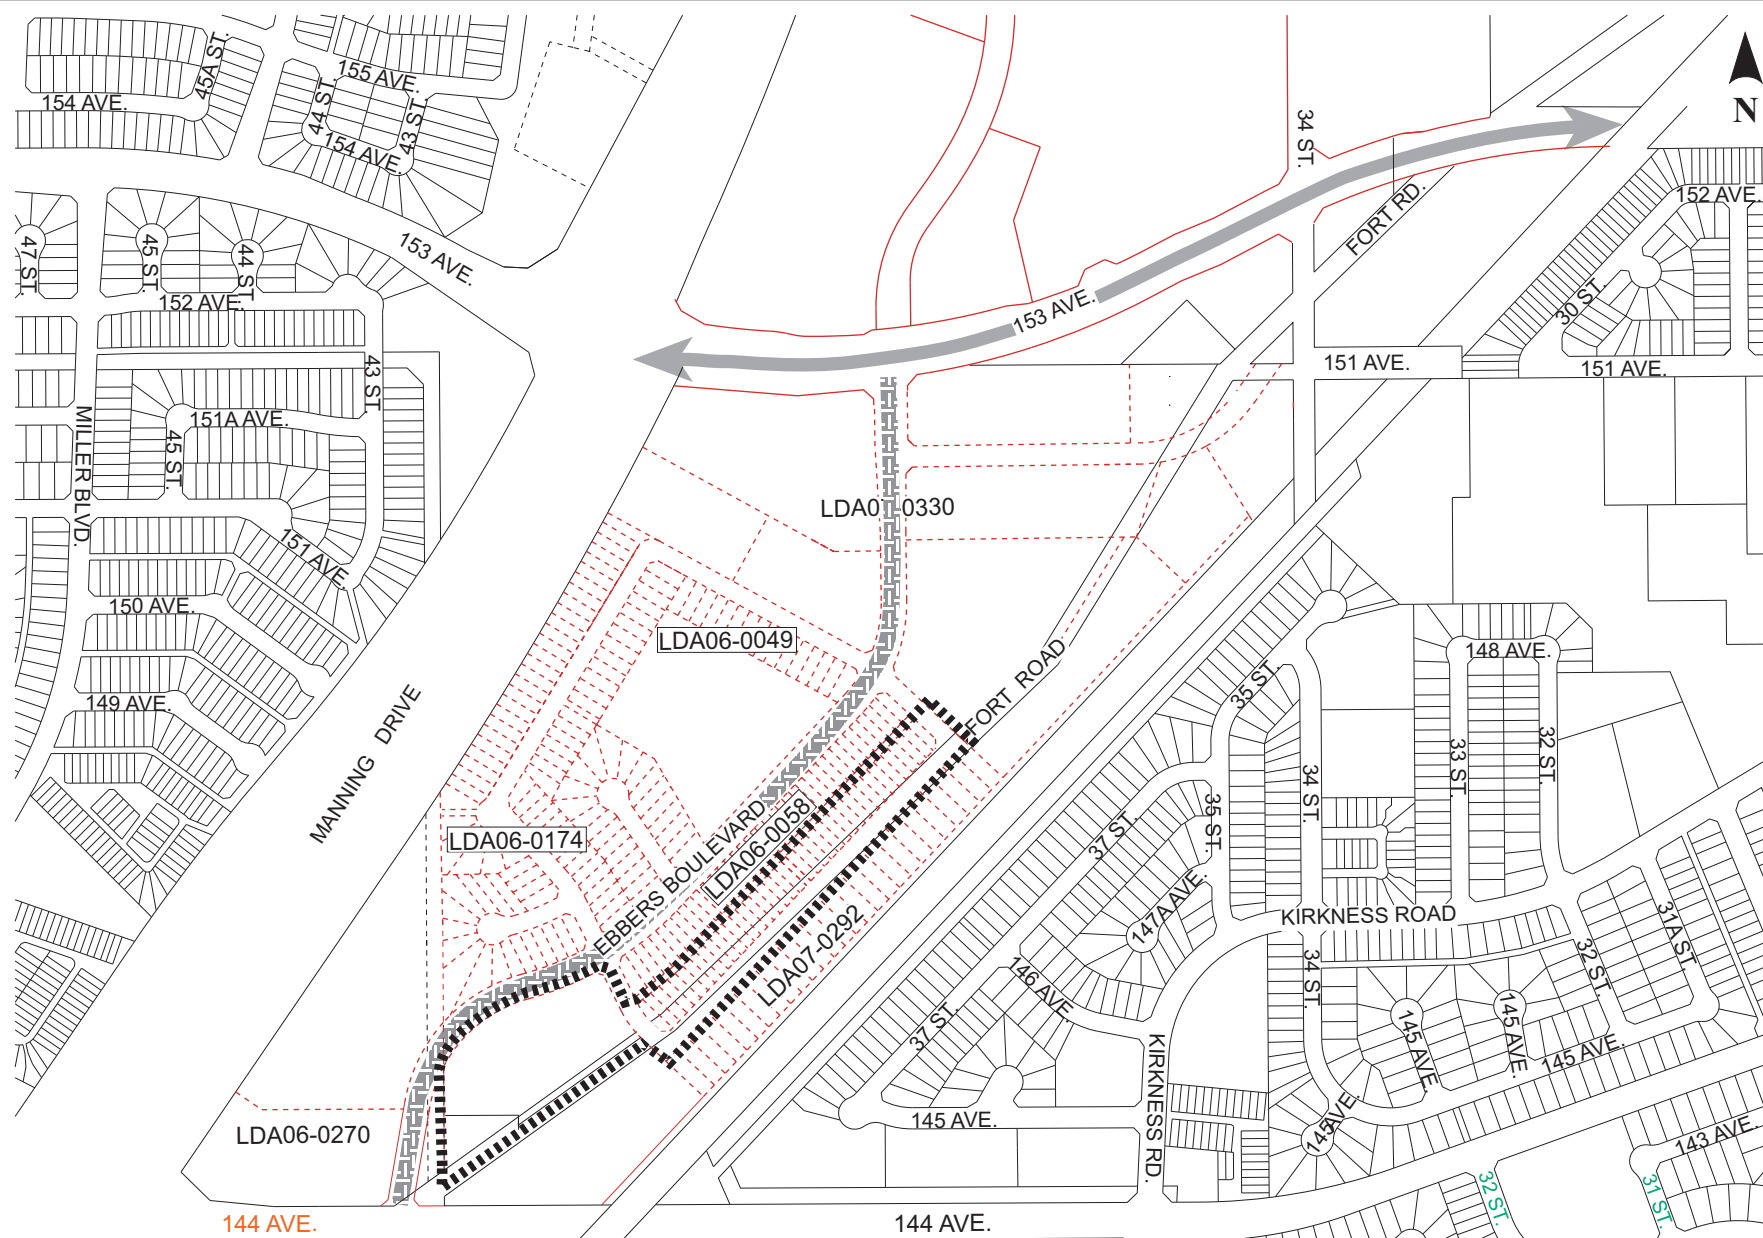 45A ST.
155 AVE.
154 AVE.
44 ST.
43 ST.
154 AVE.
34 ST.
N
152 AVE.
47 ST.
45 ST.
44 ST.
153 AVE.
FORT RD.
152 AVE.
30 ST.
153 AVE.
43 ST.
151 AVE.
151 AVE.
MILLER BLVD.
151A AVE.
45 ST.
LDA07-0330
151 AVE.
150 AVE.
LDA06-0049
FORT ROAD
148 AVE.
35 ST.
149 AVE.
MANNING DRIVE
33 ST.
32 ST.
34 ST.
35 ST.
37 ST.
LDA06-0174
EBBERS BOULEVARD
LDA06-0058
LDA07-0292
147A AVE.
KIRKNESS ROAD
31A ST.
32 ST.
34 ST.
146 AVE.
37 ST.
KIRKNESS RD.
145 AVE.
145 AVE.
145 AVE.
145 AVE.
145 AVE.
LDA06-0270
143 AVE.
32 ST.
31 ST.
144 AVE.
144 AVE.